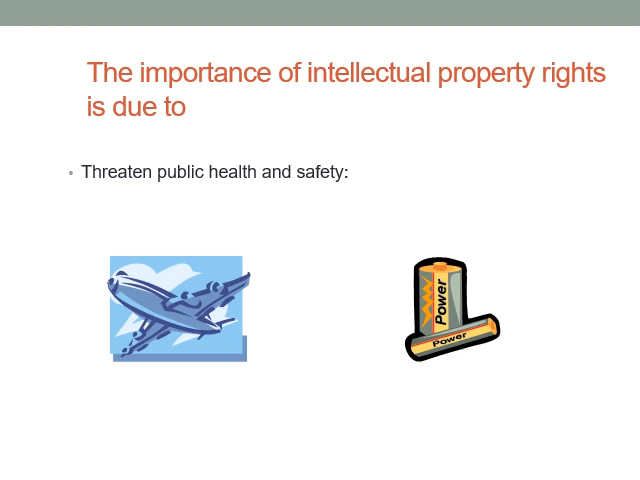 The importance of intellectual property rights
is due to
• Threaten public health and safety:
Power
Power